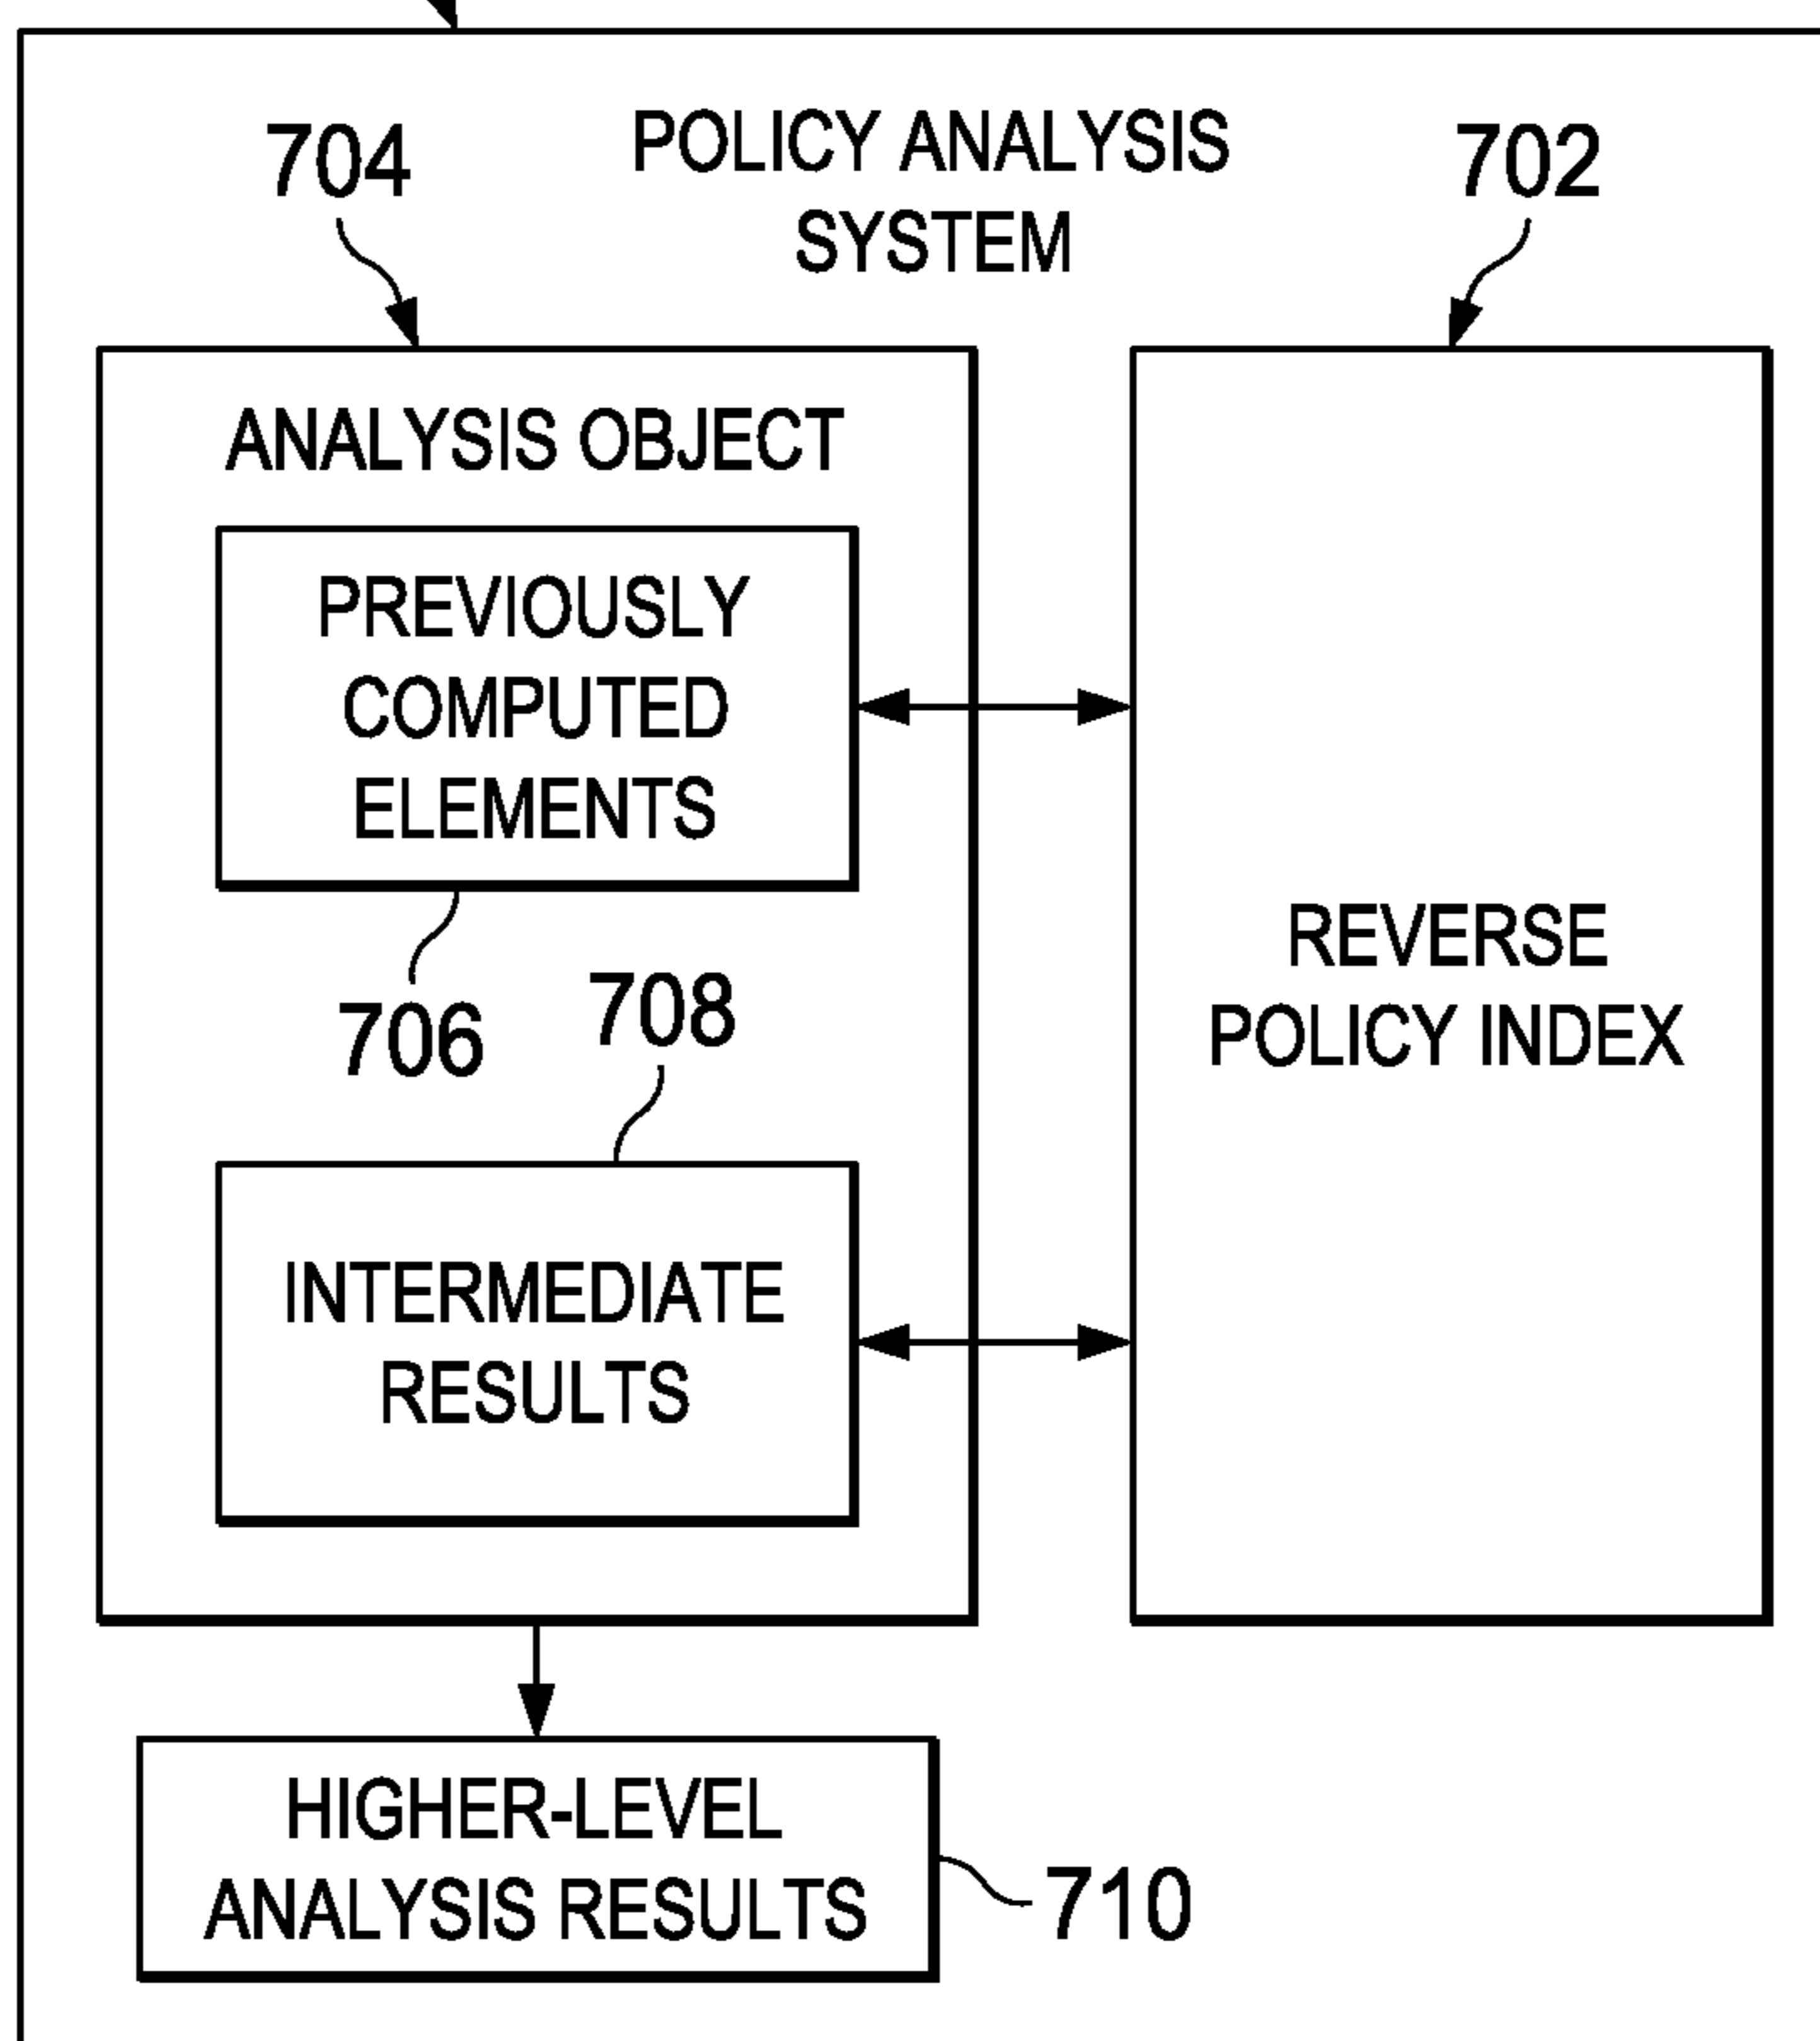 POLICY ANALYSIS
SYSTEM
704
702
ANALYSIS OBJECT
PREVIOUSLY
COMPUTED
ELEMENTS
706
708
REVERSE
POLICY INDEX
INTERMEDIATE
RESULTS
HIGHER-LEVEL
ANALYSIS RESULTS
710